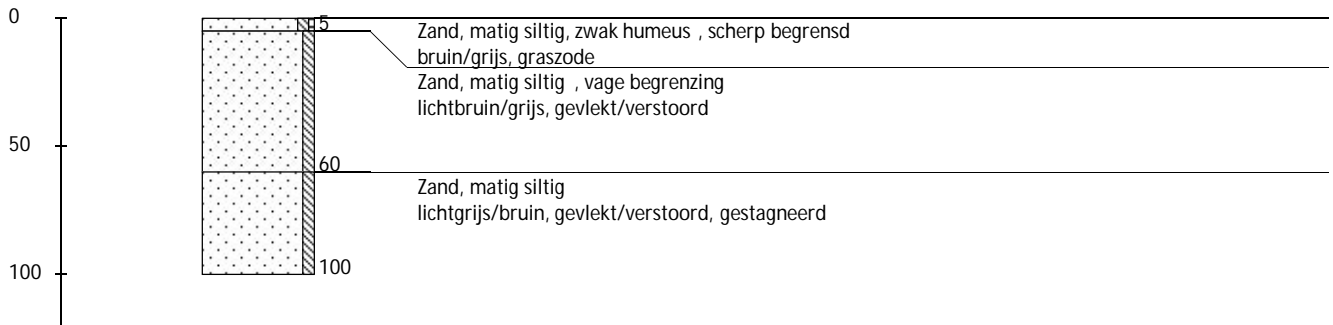 0
5
Zand, matig siltig, zwak humeus , scherp begrensd
bruin/grijs, graszode
Zand, matig siltig , vage begrenzing
lichtbruin/grijs, gevlekt/verstoord
50
60
Zand, matig siltig
lichtgrijs/bruin, gevlekt/verstoord, gestagneerd
100
100